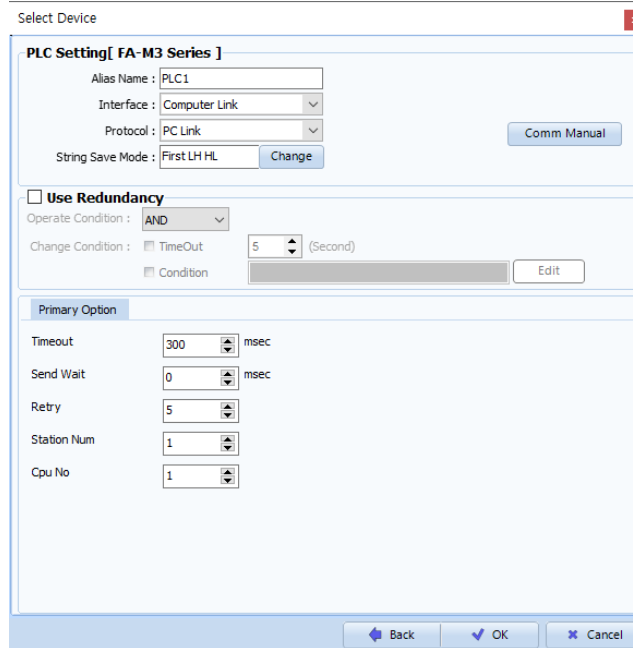 Select Device
PLC Setting[ FA-M3 Series ]
Alias Name : PLC1
Interface : Computer Link
Protocol : PC Link
Comm Manual
String Save Mode : First LH HL Change
Use Redundancy
Operate Condition : AND
Change Condition : TimeOut 5 (Second)
Condition Edit
Primary Option
Timeout 300 msec
Send Wait 0 msec
Retry 5
Station Num 1
Cpu No 1
Back OK Cancel